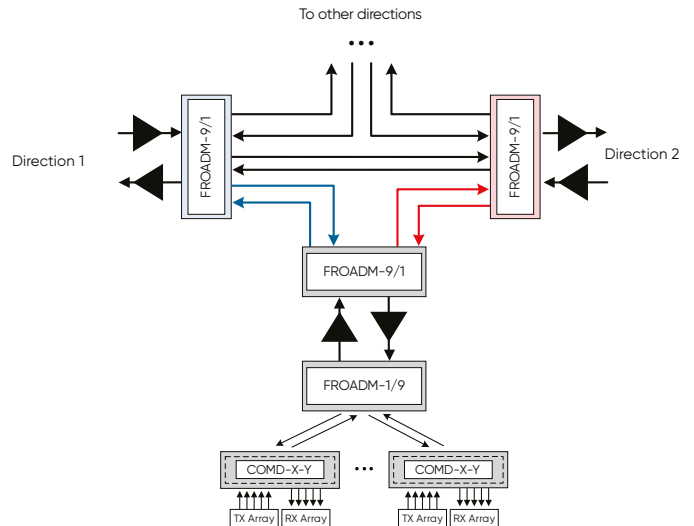 To other directions
•••
FROADM-9/1
FROADM-9/1
Direction 1
Direction 2
FROADM-9/1
FROADM-1/9
COMD-X-Y
•••
COMD-X-Y
TX Array
RX Array
TX Array
RX Array